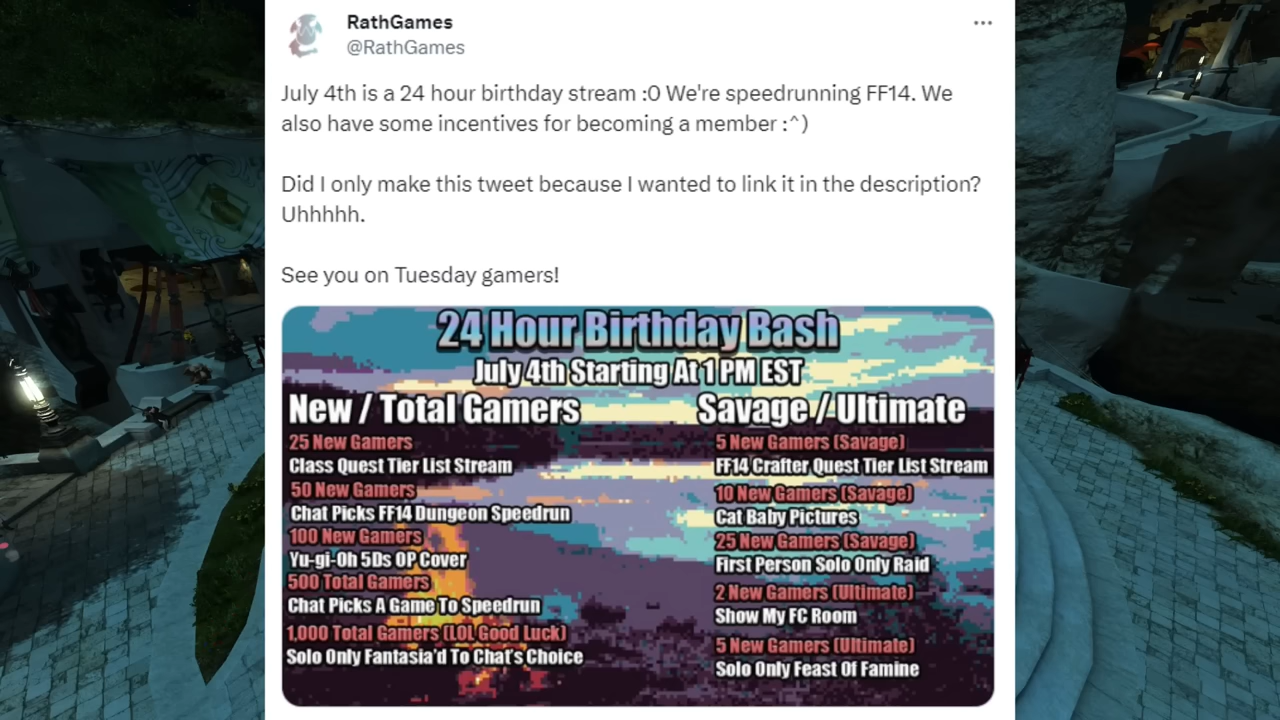 RathGames
@RathGames
July 4th is a 24 hour birthday stream :0 We're speedrunning FF14. We
also have some incentives for becoming a member :^)
Did I only make this tweet because I wanted to link it in the description?
Uhhhhh.
See you on Tuesday gamers!
24 Hour Birthday Bash
July 4th Starting At 1 PM EST
New / Total Gamers
25 New Gamers
Class Quest Tier List Stream
50 New Gamers
Chat Picks FF14 Dungeon Speedrun
100 New Gamers
Yu-gi-Oh 5Ds OP Cover
500 Total Gamers
Chat Picks A Game To Speedrun
1,000 Total Gamers (LOL Good Luck)
Solo Only Fantasia'd To Chat's Choice
Savage / Ultimate
5 New Gamers (Savage)
FF14 Crafter Quest Tier List Stream
10 New Gamers (Savage)
Cat Baby Pictures
25 New Gamers (Savage)
First Person Solo Only Raid
2 New Gamers (Ultimate)
Show My FC Room
5 New Gamers (Ultimate)
Solo Only Feast Of Famine